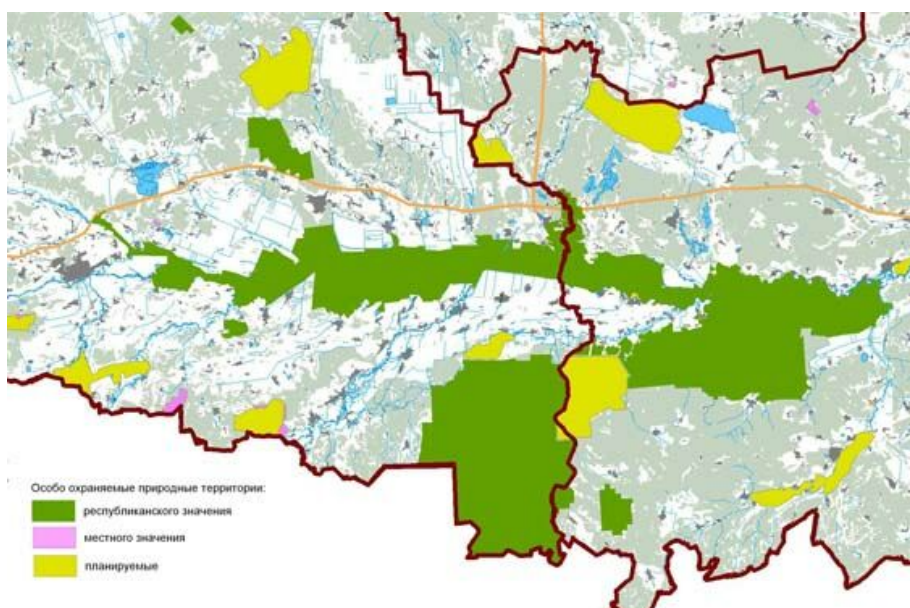 Особо охраняемые природные территории:
республиканского значения
местного значения
планируемые